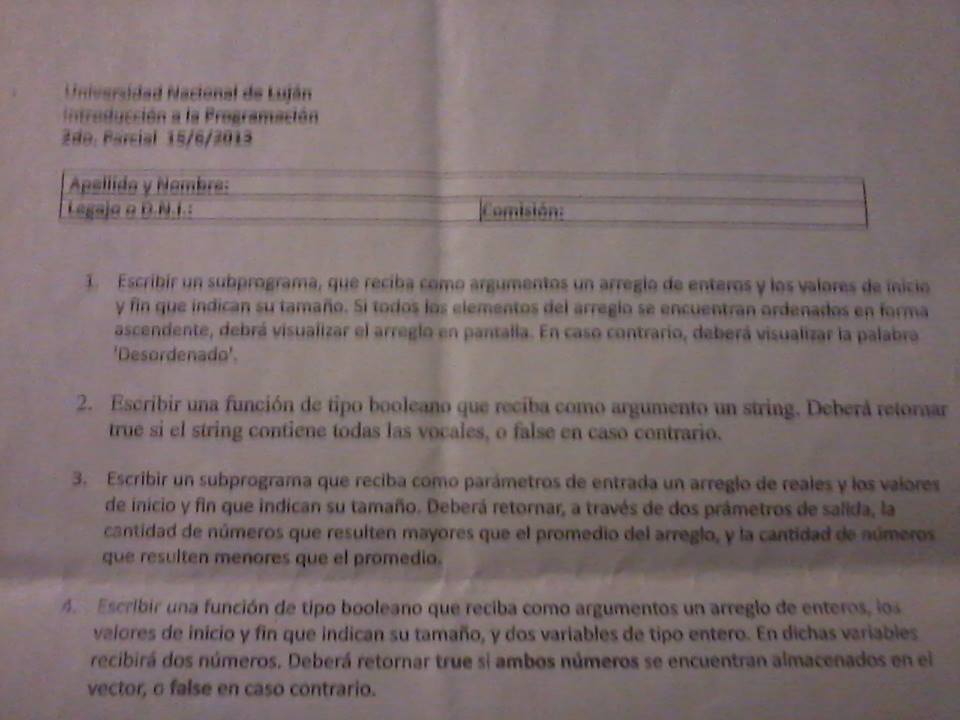 Universidad Nacional de Luján
Introducción a la Programación
2do. Parcial 15/6/2013
Apellido y Nombre:
Legajo o D.N.I.:
Comisión:
1. Escribir un subprograma, que reciba como argumentos un arreglo de enteros y los valores de inicio
y fin que indican su tamaño. Si todos los elementos del arreglo se encuentran ordenados en forma
ascendente, debrá visualizar el arreglo en pantalla. En caso contrario, deberá visualizar la palabra
'Desordenado'.
2. Escribir una función de tipo booleano que reciba como argumento un string. Deberá retornar
true si el string contiene todas las vocales, o false en caso contrario.
3. Escribir un subprograma que reciba como parámetros de entrada un arreglo de reales y los valores
de inicio y fin que indican su tamaño. Deberá retornar, a través de dos prámetros de salida, la
cantidad de números que resulten mayores que el promedio del arreglo, y la cantidad de números
que resulten menores que el promedio.
4. Escribir una función de tipo booleano que reciba como argumentos un arreglo de enteros, los
valores de inicio y fin que indican su tamaño, y dos variables de tipo entero. En dichas variables
recibirá dos números. Deberá retornar true si ambos números se encuentran almacenados en el
vector, o false en caso contrario.